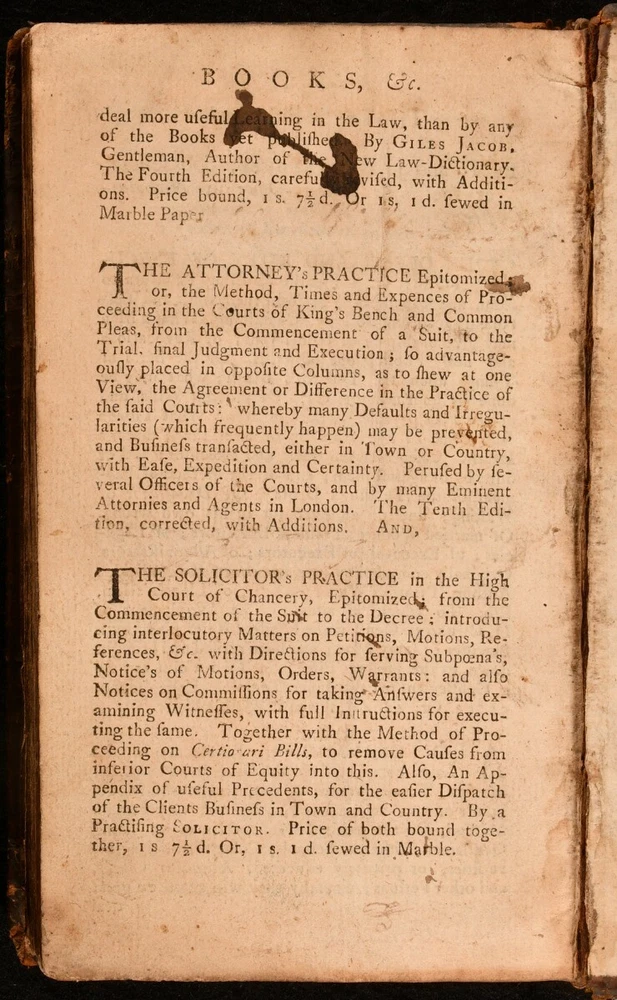 BOOKS, &c.
deal more uſeful Learning in the Law, than by any
of the Books yet publiſhed. By GILES JACOB,
Gentleman, Author of the New Law-Dictionary.
The Fourth Edition, carefully Reviſed, with Additi-
ons. Price bound, 1 s. 7½ d. Or 1 s, 1 d. ſewed in
Marble Paper
THE ATTORNEY's PRACTICE Epitomized;
or, the Method, Times and Expences of Pro-
ceeding in the Courts of King's Bench and Common
Pleas, from the Commencement of a Suit, to the
Trial, final Judgment and Execution; ſo advantage-
ouſly placed in oppoſite Columns, as to ſhew at one
View, the Agreement or Difference in the Practice of
the ſaid Courts: whereby many Defaults and Irregu-
larities (which frequently happen) may be prevented,
and Buſineſs tranſacted, either in Town or Country,
with Eaſe, Expedition and Certainty. Peruſed by ſe-
veral Officers of the Courts, and by many Eminent
Attornies and Agents in London. The Tenth Edi-
tion, corrected, with Additions. AND,
THE SOLICITOR's PRACTICE in the High
Court of Chancery, Epitomized; from the
Commencement of the Suit to the Decree: introdu-
cing interlocutory Matters on Petitions, Motions, Re-
ferences, &c. with Directions for ſerving Subpœna's,
Notice's of Motions, Orders, Warrants: and alſo
Notices on Commiſſions for taking Anſwers and ex-
amining Witneſſes, with full Inſtructions for execu-
ting the ſame. Together with the Method of Pro-
ceeding on Certiorari Bills, to remove Cauſes from
inferior Courts of Equity into this. Alſo, An Ap-
pendix of uſeful Precedents, for the eaſier Diſpatch
of the Clients Buſineſs in Town and Country. By a
Practiſing SOLICITOR. Price of both bound toge-
ther, 1 s 7½ d. Or, 1 s. 1 d. ſewed in Marble.